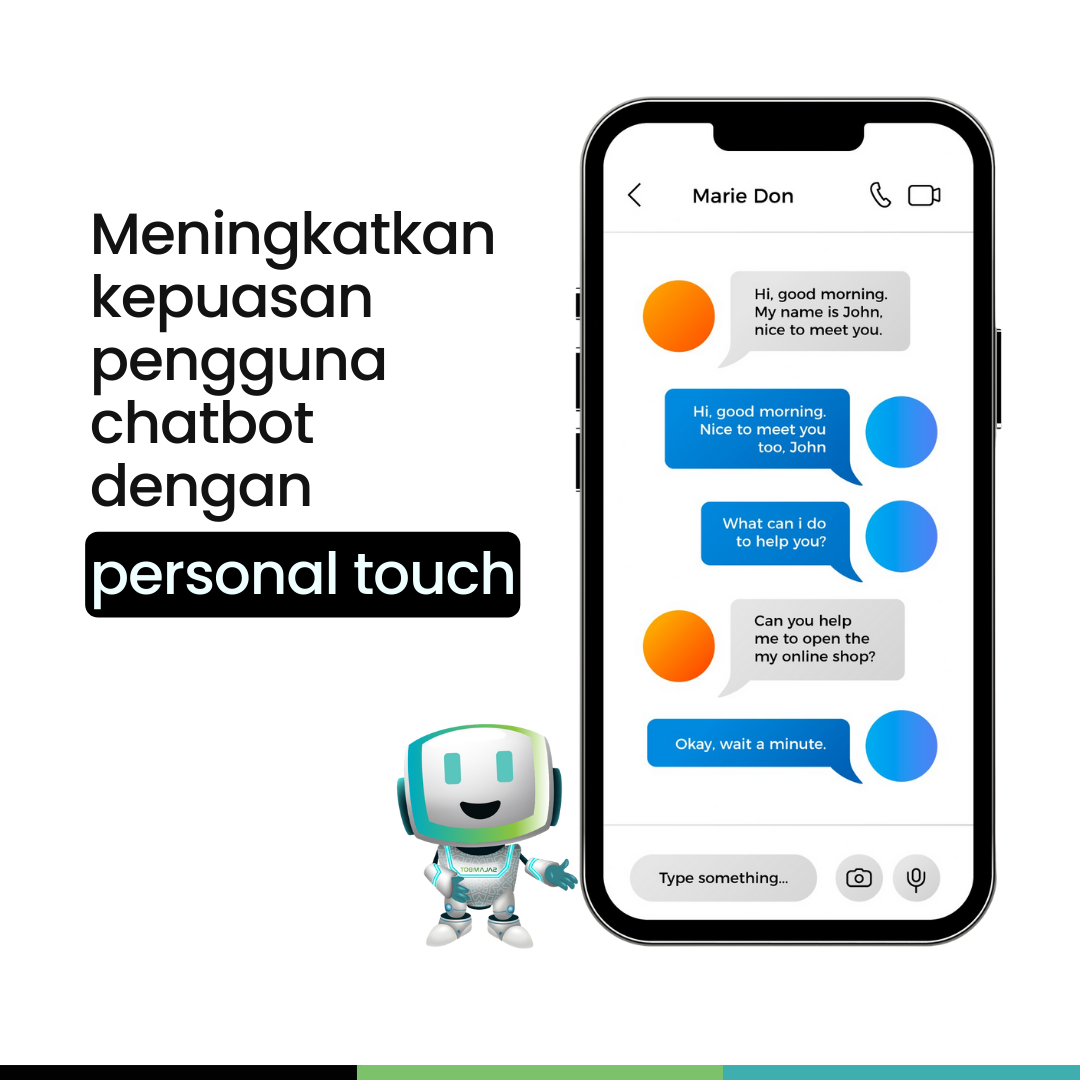 Meningkatkan
kepuasan
pengguna
chatbot
dengan
personal touch
Marie Don
Hi, good morning.
My name is John,
nice to meet you.
Hi, good morning.
Nice to meet you
too, John
What can i do
to help you?
Can you help
me to open the
my online shop?
Okay, wait a minute.
Type something...
SALAMBOT